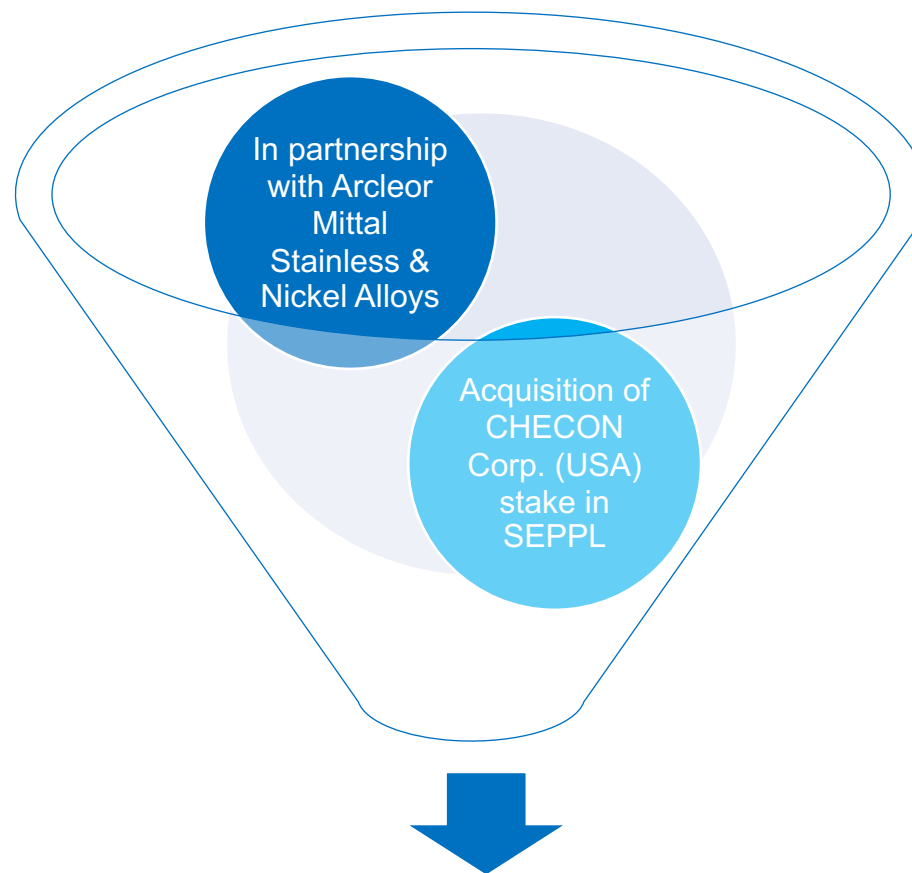 In partnership
with Arcleor
Mittal
Stainless &
Nickel Alloys
Acquisition of
CHECON
Corp. (USA)
stake in
SEPPL